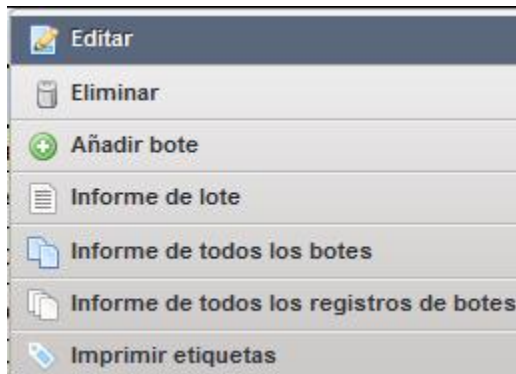 Editar
Eliminar
Añadir bote
Informe de lote
Informe de todos los botes
Informe de todos los registros de botes
Imprimir etiquetas